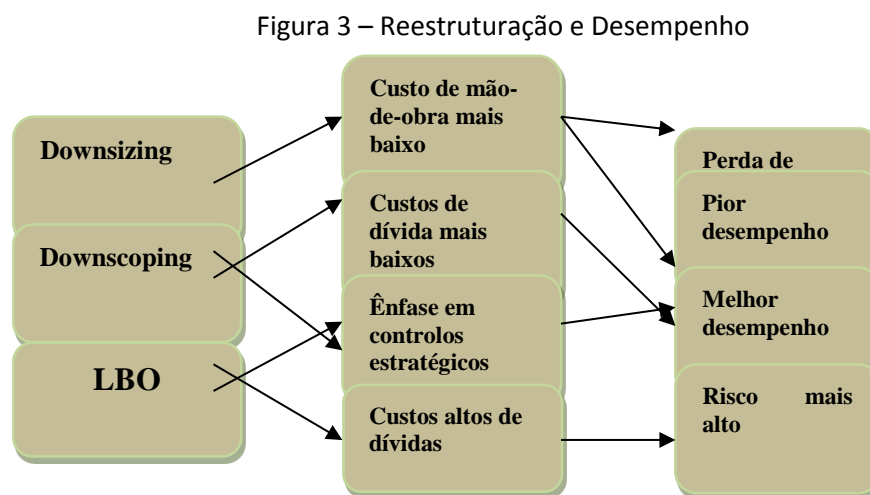 Figura 3 – Reestruturação e Desempenho
Downsizing
Downscoping
LBO
Custo de mão-
de-obra mais
baixo
Custos de
dívida mais
baixos
Ênfase em
controlos
estratégicos
Custos altos de
dívidas
Perda de
Pior
desempenho
Melhor
desempenho
Risco mais
alto